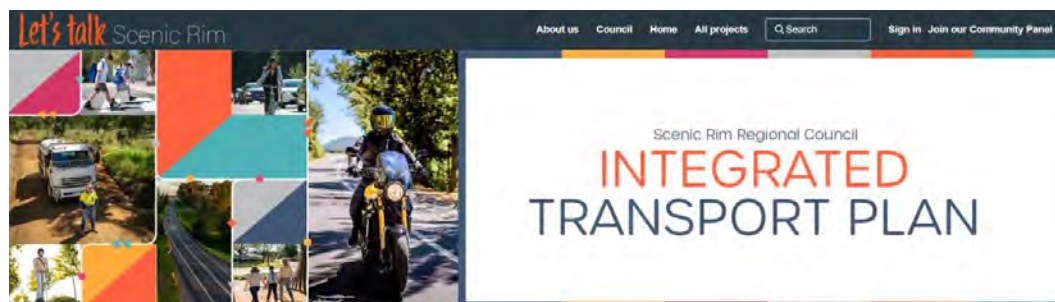 Let's talk Scenic Rim
About us Council Home All projects Search Sign in Join our Community Panel
Scenic Rim Regional Council
INTEGRATED
TRANSPORT PLAN